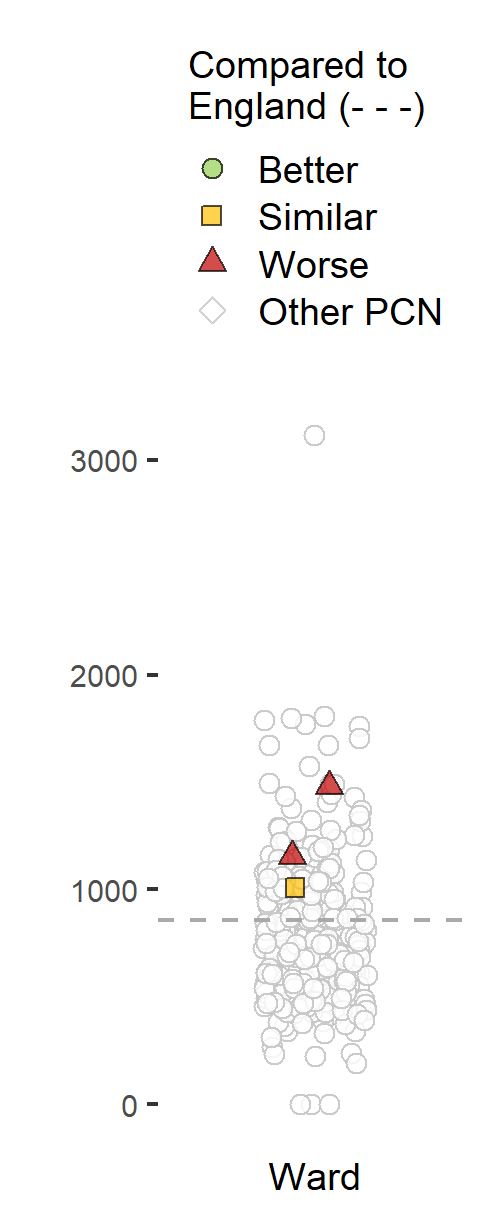 Compared to
England (- - -)
Better
Similar
Worse
Other PCN
3000
2000
1000
0
Ward